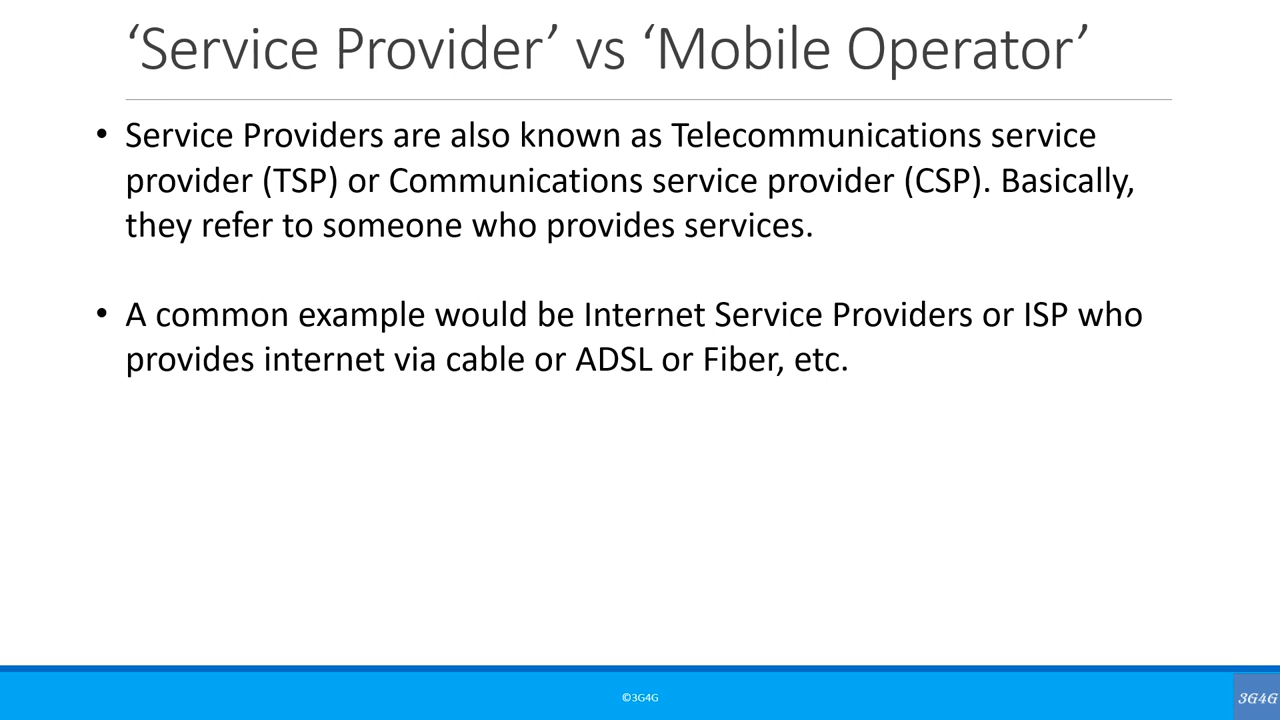 ‘Service Provider’ vs ‘Mobile Operator’
• Service Providers are also known as Telecommunications service
provider (TSP) or Communications service provider (CSP). Basically,
they refer to someone who provides services.
• A common example would be Internet Service Providers or ISP who
provides internet via cable or ADSL or Fiber, etc.
©3G4G
3G4G